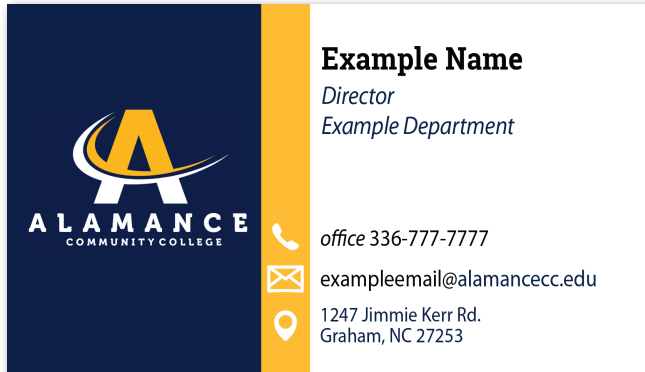 ALAMANCE
COMMUNITY COLLEGE
Example Name
Director
Example Department
office 336-777-7777
exampleemail@alamancecc.edu
1247 Jimmie Kerr Rd.
Graham, NC 27253